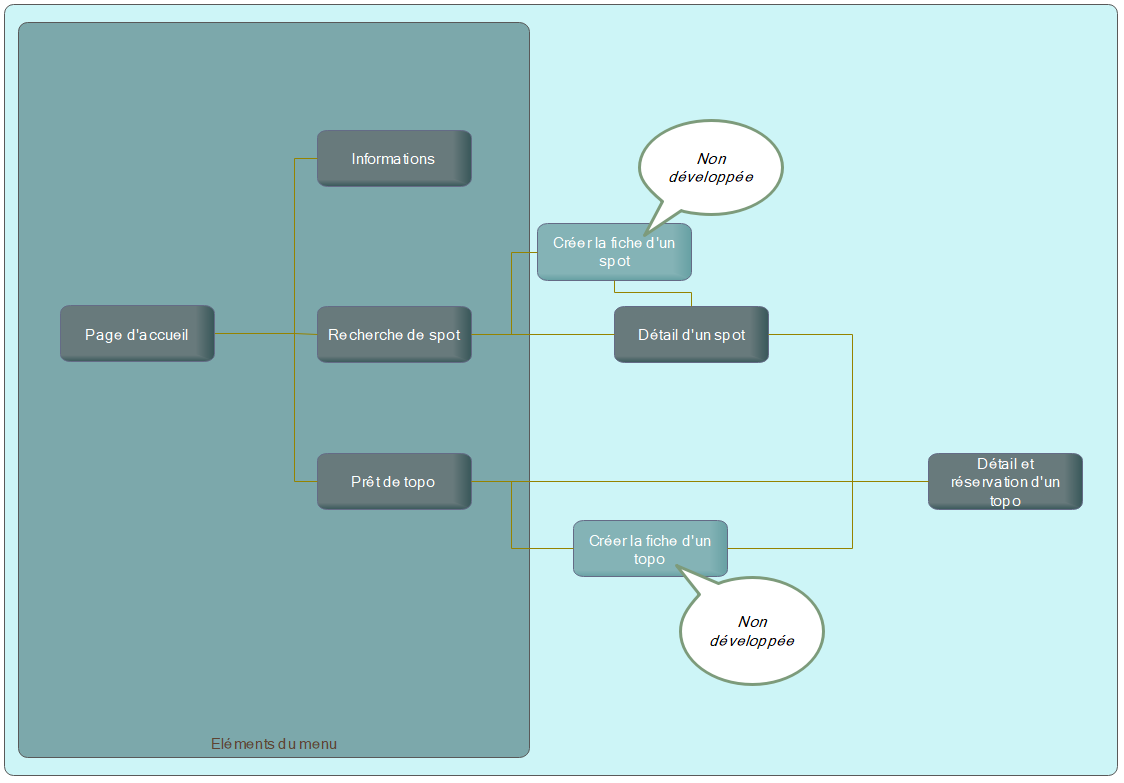 Informations
Non
développée
Créer la fiche d'un
spot
Page d'accueil
Recherche de spot
Détail d'un spot
Prêt de topo
Détail et
réservation d'un
topo
Créer la fiche d'un
topo
Non
développée
Eléments du menu